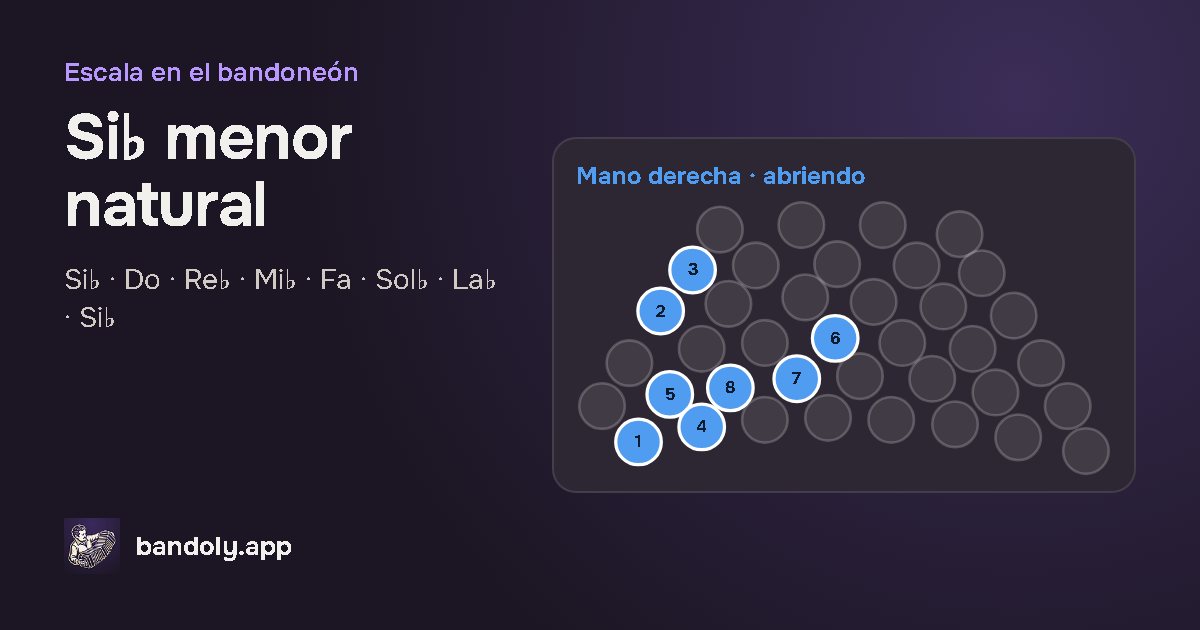 Escala en el bandoneón
Si♭ menor
natural
Si♭ · Do · Re♭ · Mi♭ · Fa · Sol♭ · La♭
· Si♭
Mano derecha · abriendo
3
2
6
7
8
5
4
1
bandoly.app